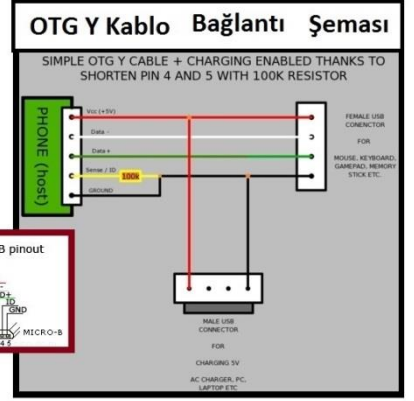 OTG Y Kablo Bağlantı Şeması
SIMPLE OTG Y CABLE + CHARGING ENABLED THANKS TO
SHORTEN PIN 4 AND 5 WITH 100K RESISTOR
PHONE (host)
Vcc (+5V)
Data -
Data +
Sense / ID
100k
GROUND
FEMALE USB
CONENCTOR
FOR
MOUSE, KEYBOARD,
GAMEPAD, MEMORY
STICK ETC.
B pinout
D+
ID
GND
MICRO-B
4 5
MALE USB
CONNECTOR
FOR
CHARGING 5V
AC CHARGER, PC,
LAPTOP ETC